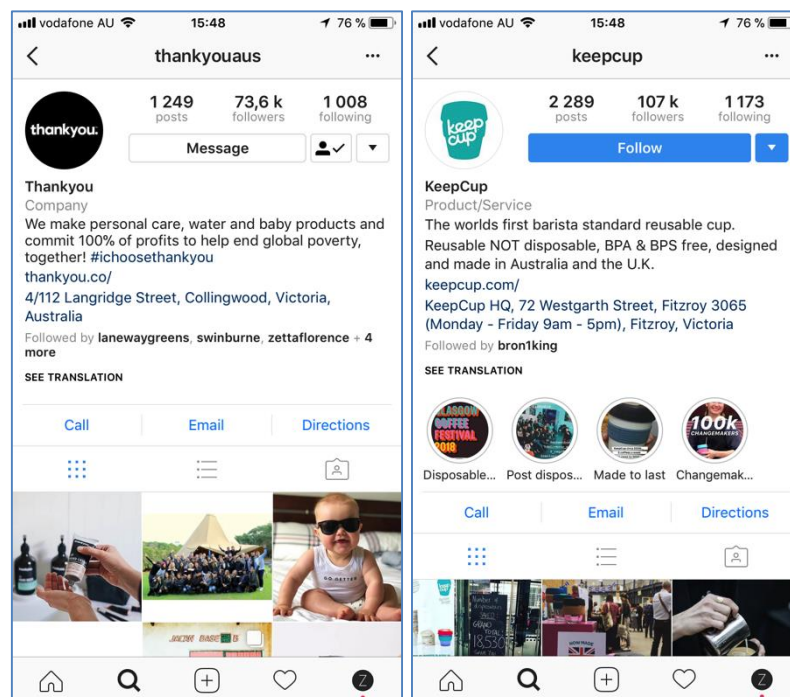 vodafone AU 15:48 76 %
thankyouaus
thankyou.
1 249 73,6 k 1 008
posts followers following
Message
Thankyou
Company
We make personal care, water and baby products and
commit 100% of profits to help end global poverty,
together! #ichoosethankyou
thankyou.co/
4/112 Langridge Street, Collingwood, Victoria,
Australia
Followed by lanewaygreens, swinburne, zettaflorence + 4
more
SEE TRANSLATION
Call Email Directions
GO GETTER
Z
vodafone AU 15:48 76 %
keepcup
keep
cup
2 289 107 k 1 173
posts followers following
Follow
KeepCup
Product/Service
The worlds first barista standard reusable cup.
Reusable NOT disposable, BPA & BPS free, designed
and made in Australia and the U.K.
keepcup.com/
KeepCup HQ, 72 Westgarth Street, Fitzroy 3065
(Monday - Friday 9am - 5pm), Fitzroy, Victoria
Followed by bron1king
SEE TRANSLATION
GLASGOW
COFFEE
FESTIVAL
2018
100k
CHANGEMAKERS
Disposable... Post dispos... Made to last Changemak...
Call Email Directions
GRAND
TOTAL
18,530
Z